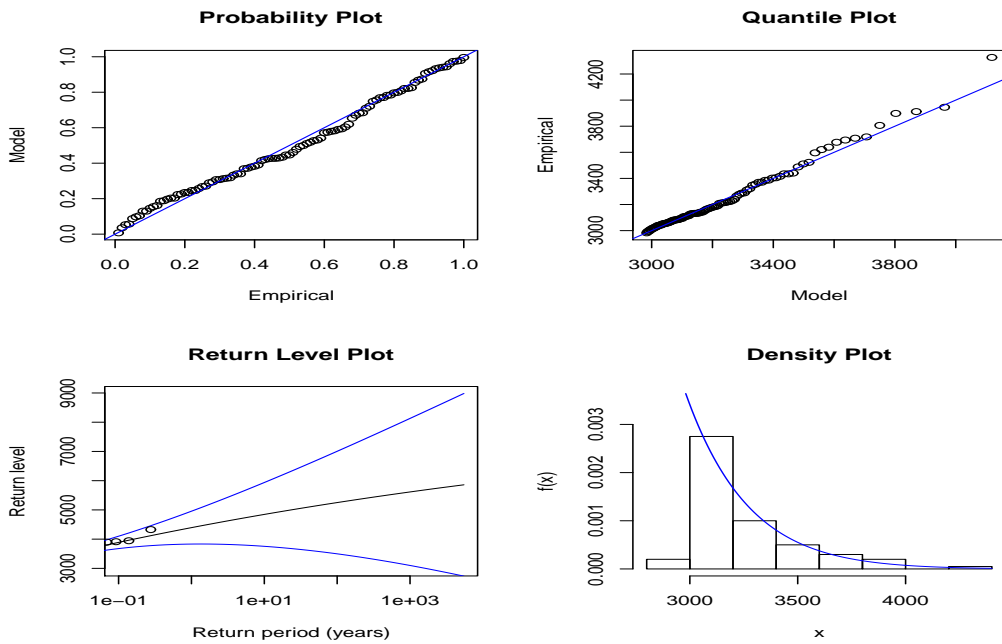 Probability Plot
Model
0.0 0.2 0.4 0.6 0.8 1.0
0.0 0.2 0.4 0.6 0.8 1.0
Empirical
Quantile Plot
Empirical
3000 3400 3800 4200
3000 3400 3800
Model
Return Level Plot
Return level
3000 5000 7000 9000
1e−01 1e+01 1e+03
Return period (years)
Density Plot
f(x)
0.000 0.001 0.002 0.003
3000 3500 4000
x